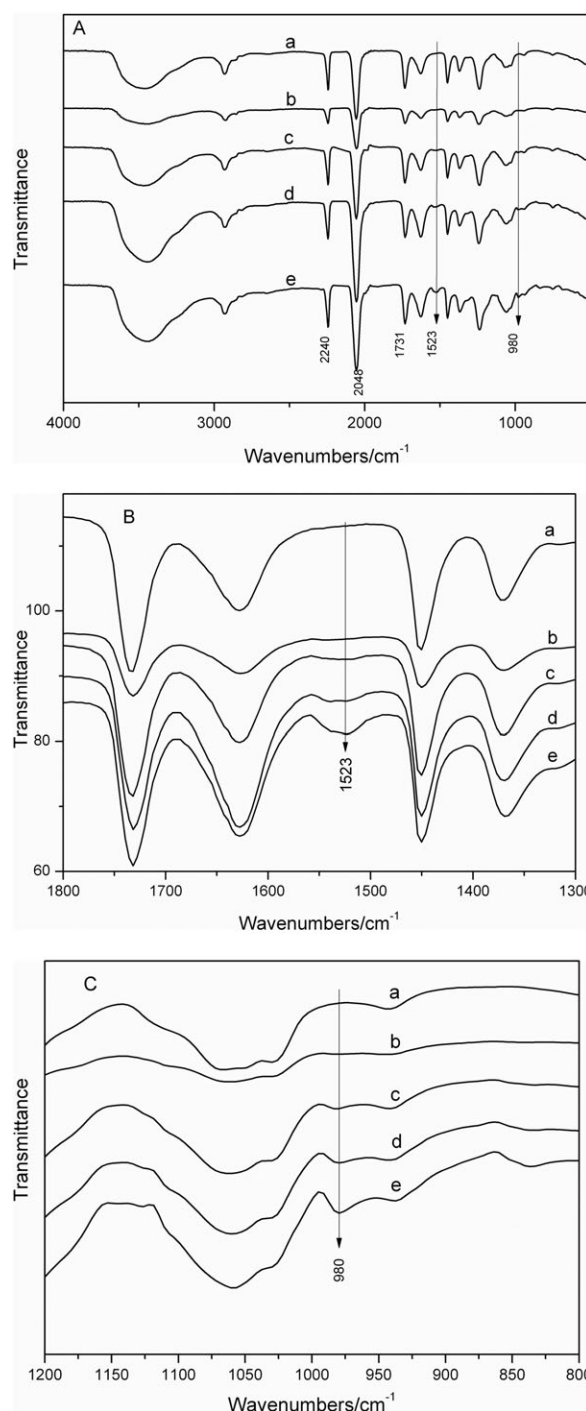 A
a
b
c
d
e
Transmittance
2240
2048
1731
1523
980
4000 3000 2000 1000
Wavenumbers/cm-1
B
a
b
c
d
e
100
80
60
Transmittance
1523
1800 1700 1600 1500 1400 1300
Wavenumbers/cm-1
C
a
b
c
d
e
Transmittance
980
1200 1150 1100 1050 1000 950 900 850 800
Wavenumbers/cm-1